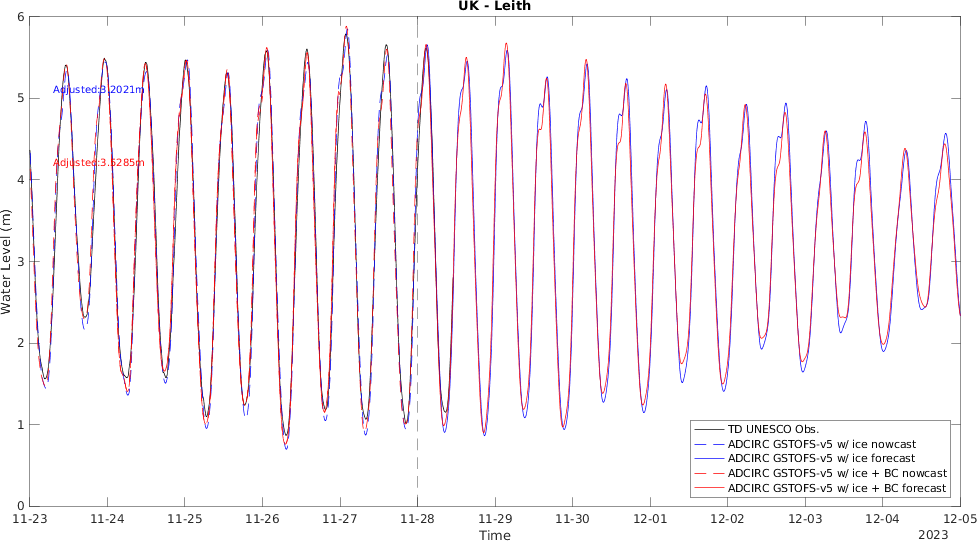 UK - Leith
6
5
4
3
2
1
0
Water Level (m)
Adjusted:3.2021m
Adjusted:3.5285m
TD UNESCO Obs.
ADCIRC GSTOFS-v5 w/ ice nowcast
ADCIRC GSTOFS-v5 w/ ice forecast
ADCIRC GSTOFS-v5 w/ ice + BC nowcast
ADCIRC GSTOFS-v5 w/ ice + BC forecast
11-23 11-24 11-25 11-26 11-27 11-28 11-29 11-30 12-01 12-02 12-03 12-04 12-05
Time
2023